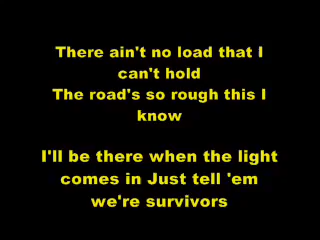 There ain't no load that I
can't hold
The road's so rough this I
know
I'll be there when the light
comes in Just tell 'em
we're survivors